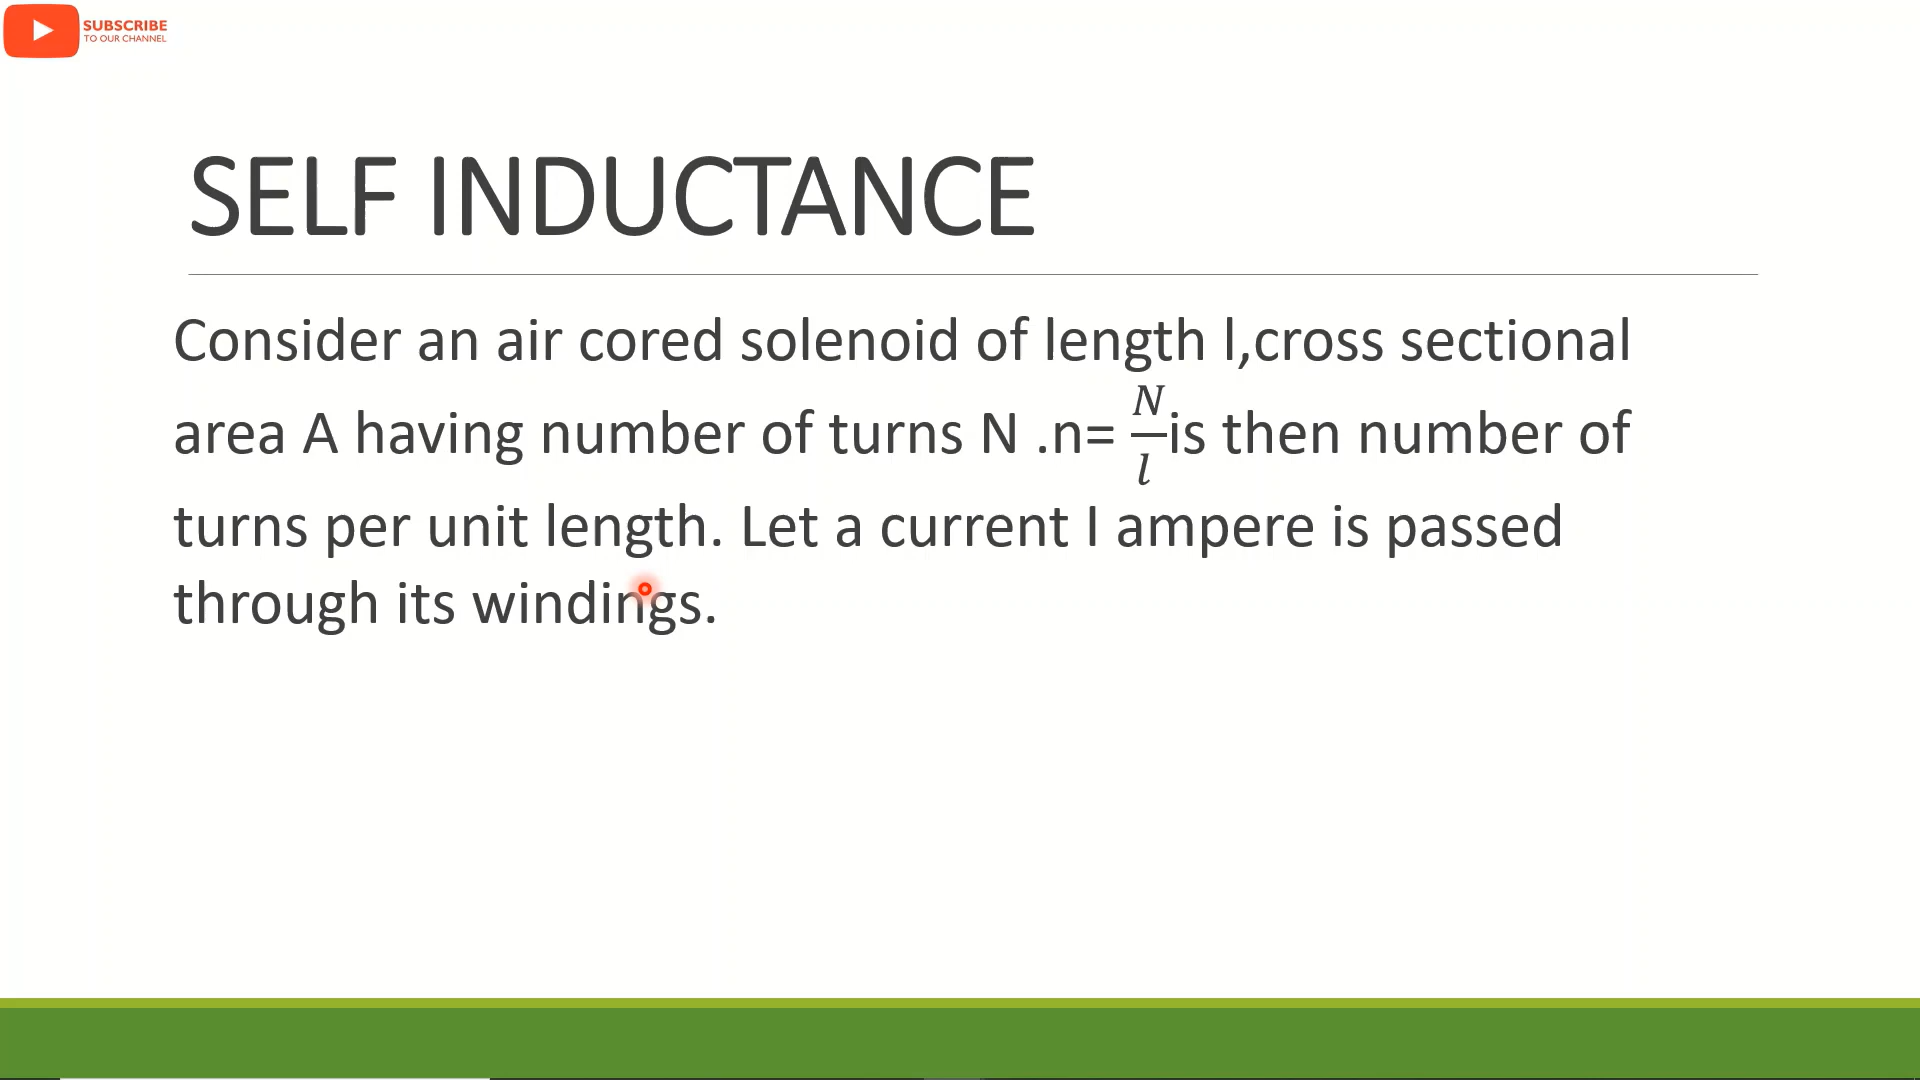 SUBSCRIBE
TO OUR CHANNEL
SELF INDUCTANCE
Consider an air cored solenoid of length l,cross sectional
area A having number of turns N .n= N/l is then number of
turns per unit length. Let a current I ampere is passed
through its windings.